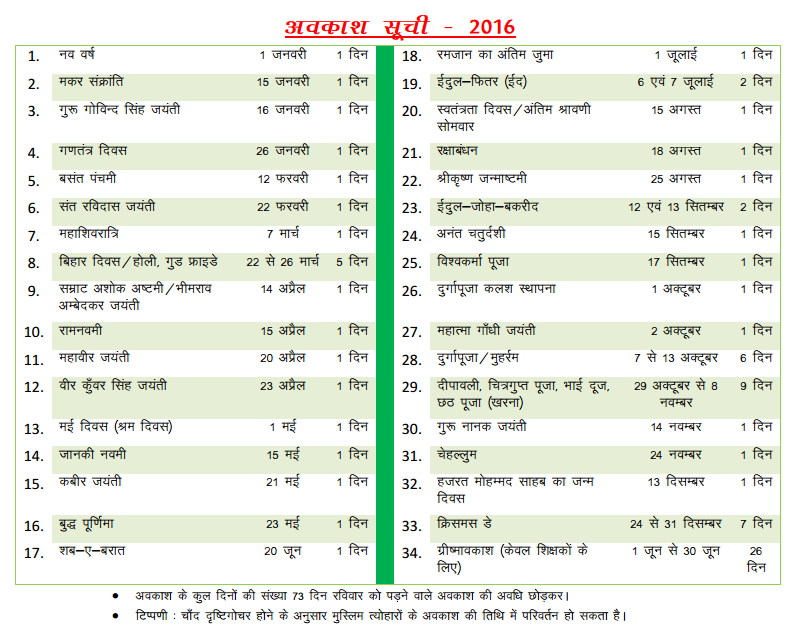 अवकाश सूची - 2016
1. नव वर्ष 1 जनवरी 1 दिन
2. मकर संक्रांति 15 जनवरी 1 दिन
3. गुरू गोविन्द सिंह जयंती 16 जनवरी 1 दिन
4. गणतंत्र दिवस 26 जनवरी 1 दिन
5. बसंत पंचमी 12 फरवरी 1 दिन
6. संत रविदास जयंती 22 फरवरी 1 दिन
7. महाशिवरात्रि 7 मार्च 1 दिन
8. बिहार दिवस/होली, गुड फ्राइडे 22 से 26 मार्च 5 दिन
9. सम्राट अशोक अष्टमी/भीमराव 14 अप्रैल 1 दिन
अम्बेदकर जयंती
10. रामनवमी 15 अप्रैल 1 दिन
11. महावीर जयंती 20 अप्रैल 1 दिन
12. वीर कुँवर सिंह जयंती 23 अप्रैल 1 दिन
13. मई दिवस (श्रम दिवस) 1 मई 1 दिन
14. जानकी नवमी 15 मई 1 दिन
15. कबीर जयंती 21 मई 1 दिन
16. बुद्ध पूर्णिमा 23 मई 1 दिन
17. शब–ए–बरात 20 जून 1 दिन
18. रमजान का अंतिम जुमा 1 जूलाई 1 दिन
19. ईदुल–फितर (ईद) 6 एवं 7 जूलाई 2 दिन
20. स्वतंत्रता दिवस/अंतिम श्रावणी 15 अगस्त 1 दिन
सोमवार
21. रक्षाबंधन 18 अगस्त 1 दिन
22. श्रीकृष्ण जन्माष्टमी 25 अगस्त 1 दिन
23. ईदुल–जोहा–बकरीद 12 एवं 13 सितम्बर 2 दिन
24. अनंत चतुर्दशी 15 सितम्बर 1 दिन
25. विश्वकर्मा पूजा 17 सितम्बर 1 दिन
26. दुर्गापूजा कलश स्थापना 1 अक्टूबर 1 दिन
27. महात्मा गाँधी जयंती 2 अक्टूबर 1 दिन
28. दुर्गापूजा/मुहर्रम 7 से 13 अक्टूबर 6 दिन
29. दीपावली, चित्रगुप्त पूजा, भाई दूज, 29 अक्टूबर से 8 9 दिन
छठ पूजा (खरना) नवम्बर
30. गुरू नानक जयंती 14 नवम्बर 1 दिन
31. चेहल्लुम 24 नवम्बर 1 दिन
32. हजरत मोहम्मद साहब का जन्म 13 दिसम्बर 1 दिन
दिवस
33. क्रिसमस डे 24 से 31 दिसम्बर 7 दिन
34. ग्रीष्मावकाश (केवल शिक्षकों के 1 जून से 30 जून 26
लिए) दिन
• अवकाश के कुल दिनों की संख्या 73 दिन रविवार को पड़ने वाले अवकाश की अवधि छोड़कर।
• टिप्पणी : चाँद दृष्टिगोचर होने के अनुसार मुस्लिम त्योहारों के अवकाश की तिथि में परिवर्तन हो सकता है।